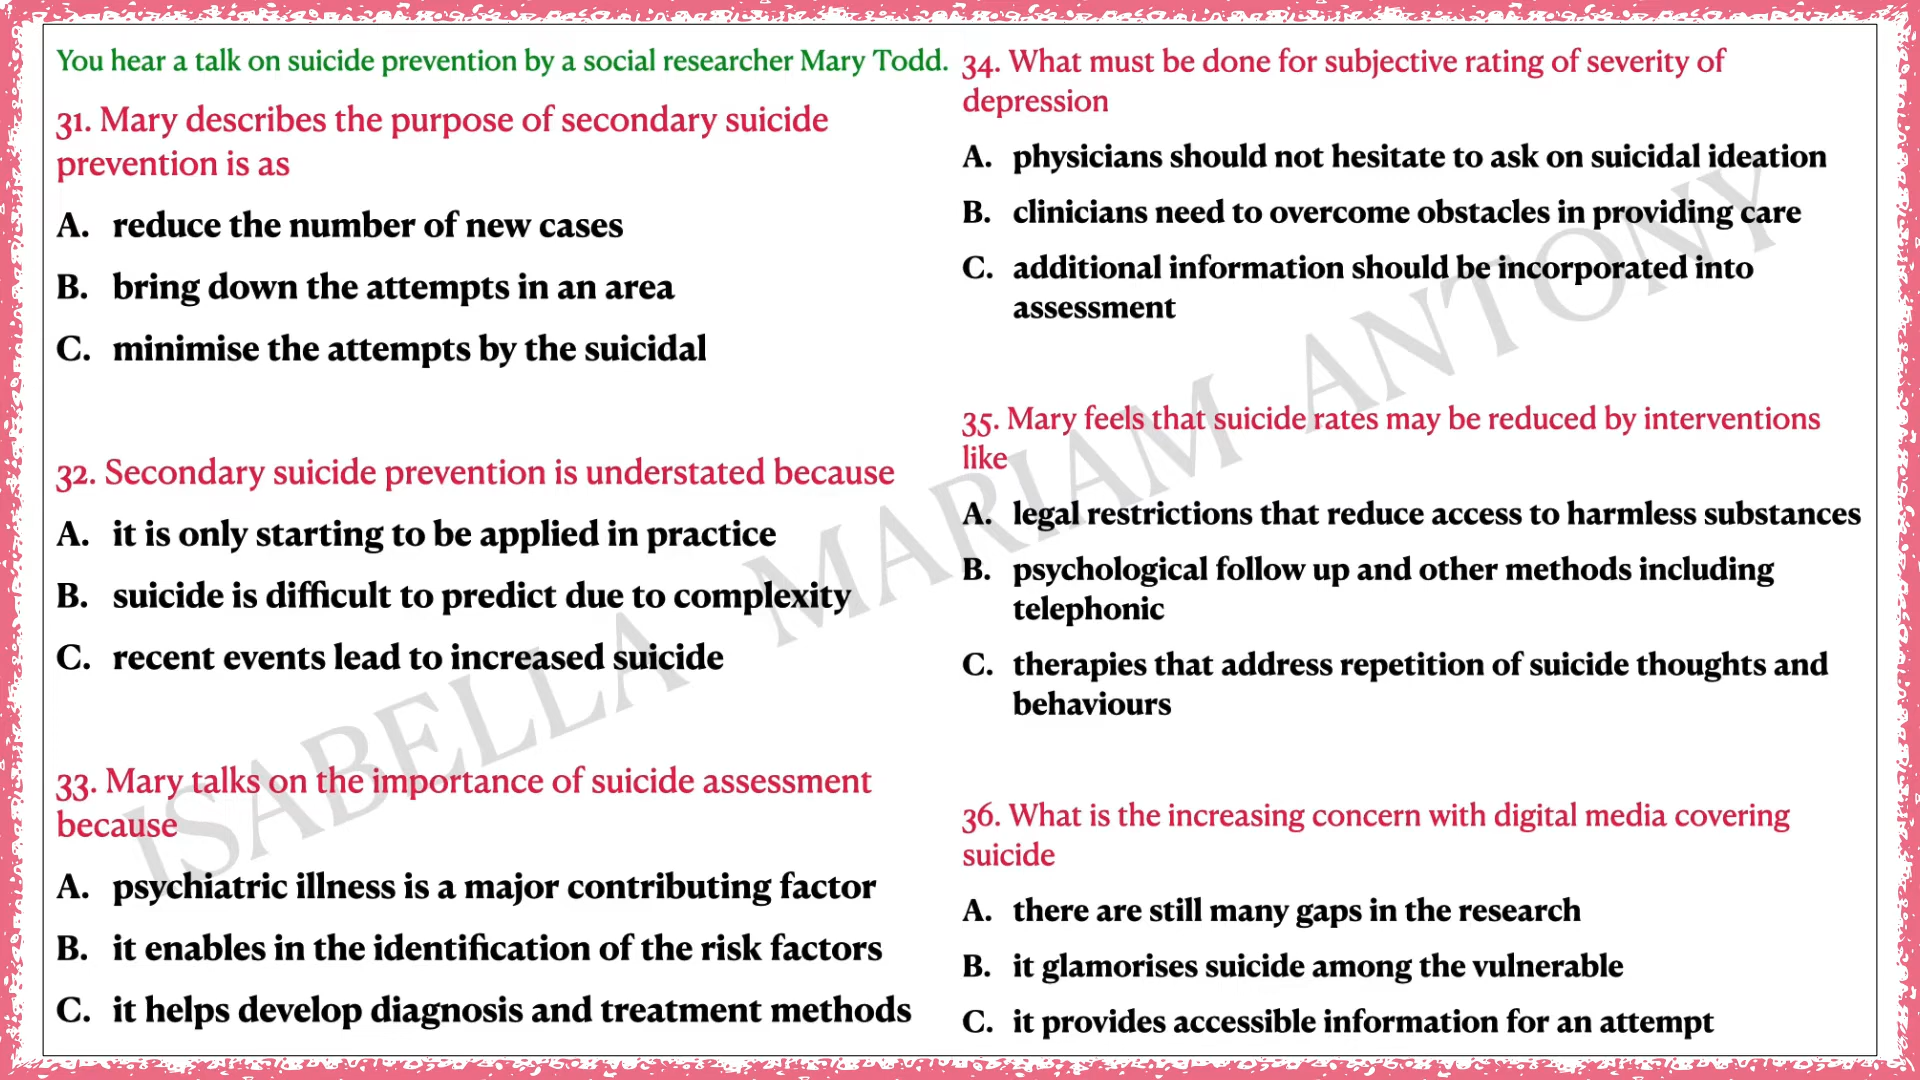 You hear a talk on suicide prevention by a social researcher Mary Todd.
31. Mary describes the purpose of secondary suicide
prevention is as
A. reduce the number of new cases
B. bring down the attempts in an area
C. minimise the attempts by the suicidal
32. Secondary suicide prevention is understated because
A. it is only starting to be applied in practice
B. suicide is difficult to predict due to complexity
C. recent events lead to increased suicide
33. Mary talks on the importance of suicide assessment
because
A. psychiatric illness is a major contributing factor
B. it enables in the identification of the risk factors
C. it helps develop diagnosis and treatment methods
34. What must be done for subjective rating of severity of
depression
A. physicians should not hesitate to ask on suicidal ideation
B. clinicians need to overcome obstacles in providing care
C. additional information should be incorporated into
assessment
35. Mary feels that suicide rates may be reduced by interventions
like
A. legal restrictions that reduce access to harmless substances
B. psychological follow up and other methods including
telephonic
C. therapies that address repetition of suicide thoughts and
behaviours
36. What is the increasing concern with digital media covering
suicide
A. there are still many gaps in the research
B. it glamorises suicide among the vulnerable
C. it provides accessible information for an attempt
ISABELLA MARIAM ANTONY